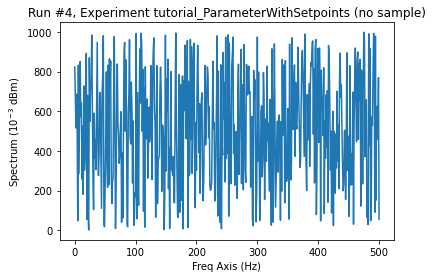 Run #4, Experiment tutorial_ParameterWithSetpoints (no sample)
1000
800
600
400
200
0
Spectrum (10⁻³ dBm)
0 100 200 300 400 500
Freq Axis (Hz)